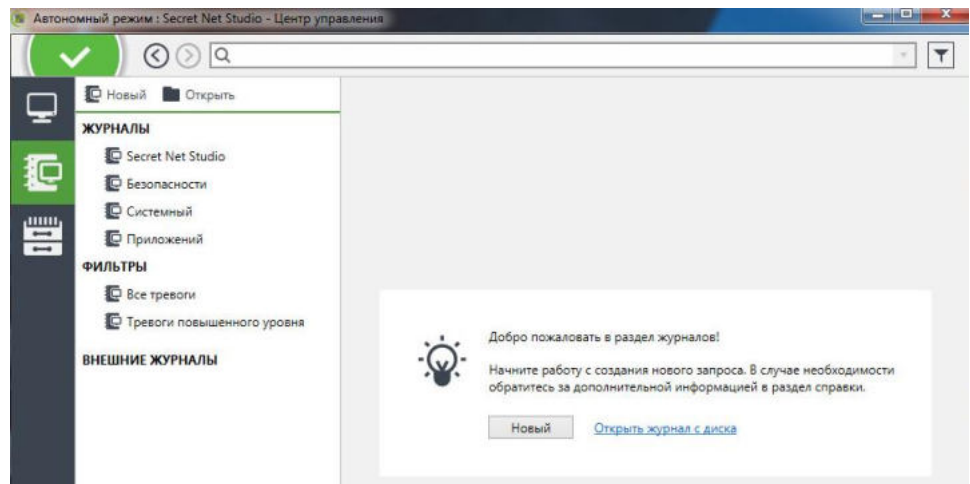 Автономный режим : Secret Net Studio - Центр управления
Новый Открыть
ЖУРНАЛЫ
Secret Net Studio
Безопасности
Системный
Приложений
ФИЛЬТРЫ
Все тревоги
Тревоги повышенного уровня
ВНЕШНИЕ ЖУРНАЛЫ
Добро пожаловать в раздел журналов!
Начните работу с создания нового запроса. В случае необходимости
обратитесь за дополнительной информацией в раздел справки.
Новый Открыть журнал с диска